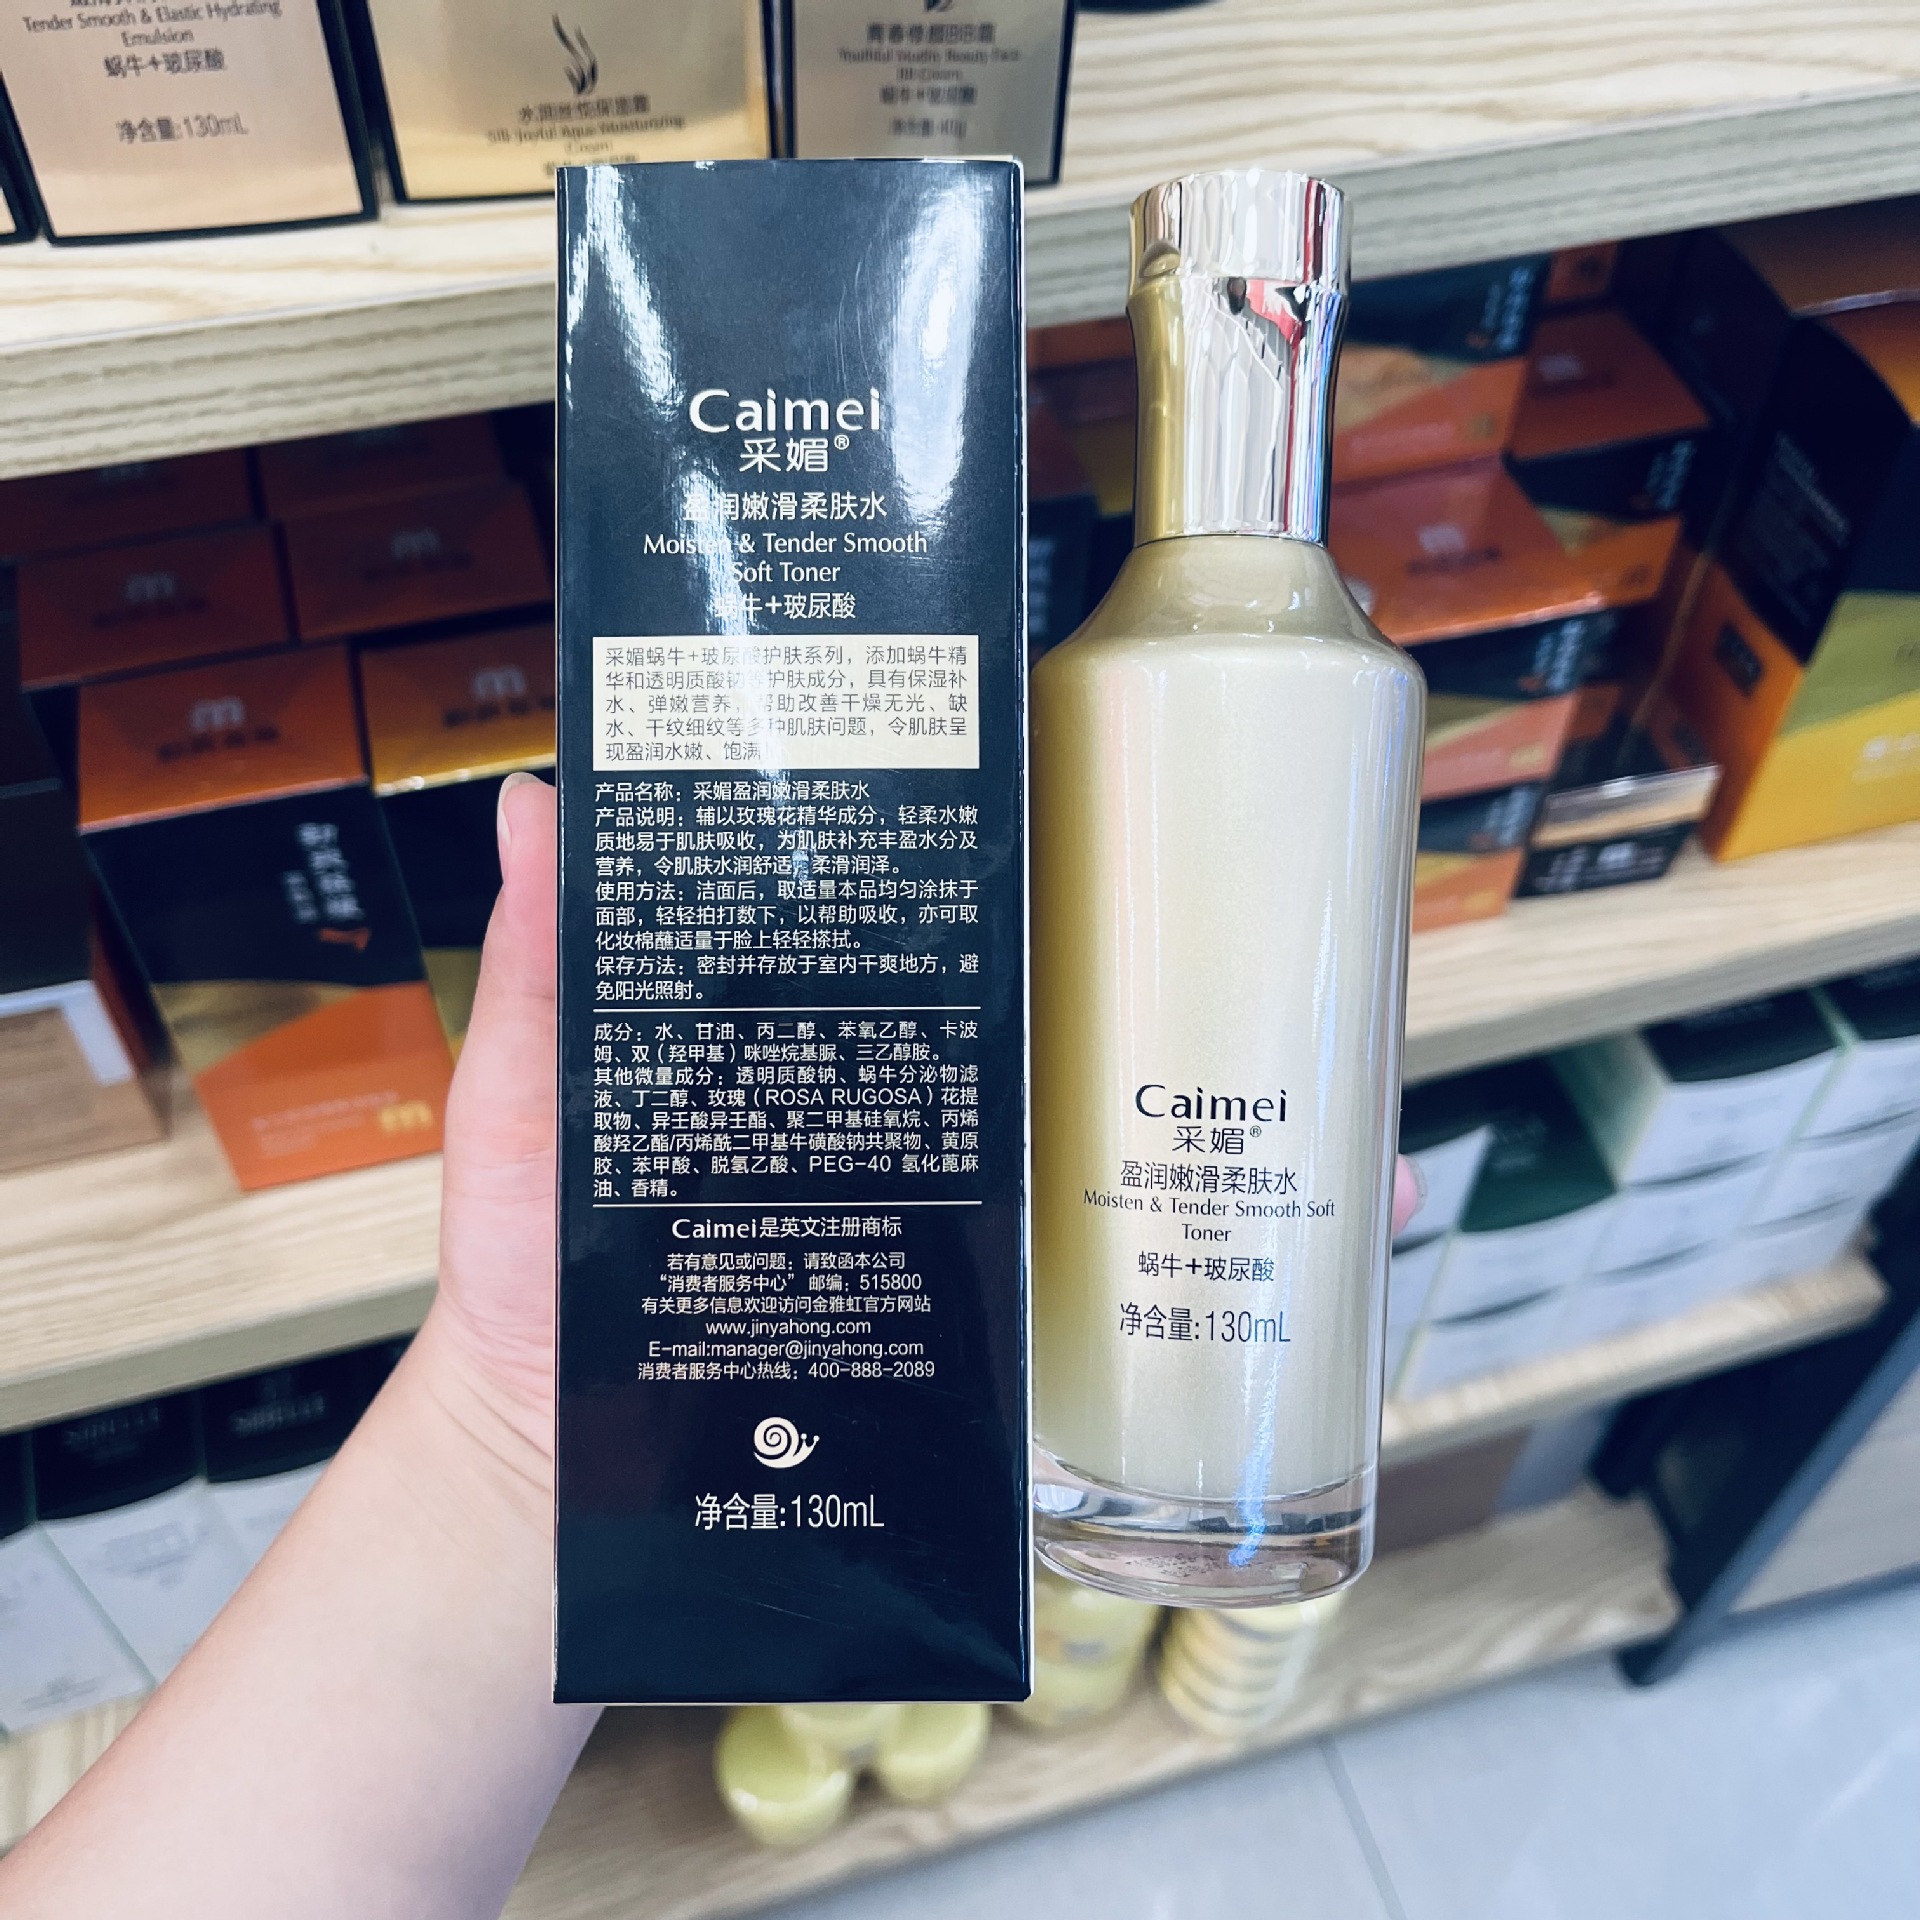 Tender Smooth & Elastic Hydrating
Emulsion
蜗牛+玻尿酸
净含量:130mL
水润丝悦保湿霜
Silk-Joyful Aqua Moisturizing
Cream
BB Cream
Caimei
采媚®
盈润嫩滑柔肤水
Moisten & Tender Smooth
Soft Toner
蜗牛+玻尿酸
采媚蜗牛+玻尿酸护肤系列，添加蜗牛精
华和透明质酸钠等护肤成分，具有保湿补
水、弹嫩营养，帮助改善干燥无光、缺
水、干纹细纹等多种肌肤问题，令肌肤呈
现盈润水嫩、饱满
产品名称：采媚盈润嫩滑柔肤水
产品说明：辅以玫瑰花精华成分，轻柔水嫩
质地易于肌肤吸收，为肌肤补充丰盈水分及
营养，令肌肤水润舒适，柔滑润泽。
使用方法：洁面后，取适量本品均匀涂抹于
面部，轻轻拍打数下，以帮助吸收，亦可取
化妆棉蘸适量于脸上轻轻搽拭。
保存方法：密封并存放于室内干爽地方，避
免阳光照射。
成分：水、甘油、丙二醇、苯氧乙醇、卡波
姆、双（羟甲基）咪唑烷基脲、三乙醇胺。
其他微量成分：透明质酸钠、蜗牛分泌物滤
液、丁二醇、玫瑰（ROSA RUGOSA）花提
取物、异壬酸异壬酯、聚二甲基硅氧烷、丙烯
酸羟乙酯/丙烯酰二甲基牛磺酸钠共聚物、黄原
胶、苯甲酸、脱氢乙酸、PEG-40 氢化蓖麻
油、香精。
Caimei是英文注册商标
若有意见或问题：请致函本公司
“消费者服务中心” 邮编：515800
有关更多信息欢迎访问金雅虹官方网站
www.jinyahong.com
E-mail:manager@jinyahong.com
消费者服务中心热线：400-888-2089
净含量:130mL
Caimei
采媚®
盈润嫩滑柔肤水
Moisten & Tender Smooth Soft
Toner
蜗牛+玻尿酸
净含量:130mL